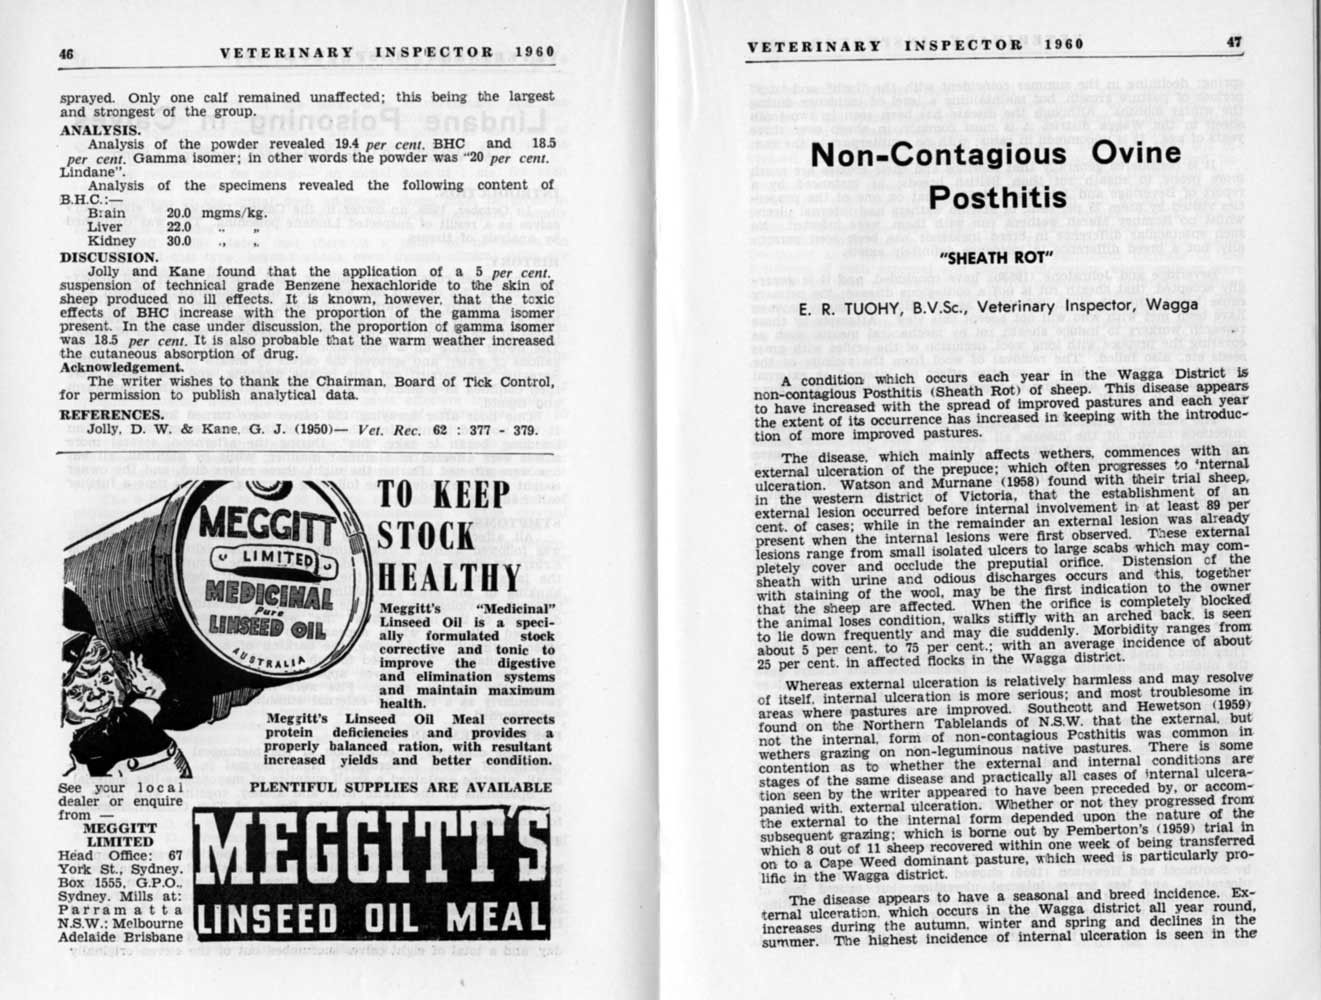 46 VETERINARY INSPECTOR 1960
sprayed. Only one calf remained unaffected; this being the largest
and strongest of the group.
ANALYSIS.
Analysis of the powder revealed 19.4 per cent. BHC and 18.5
per cent. Gamma isomer; in other words the powder was "20 per cent.
Lindane".
Analysis of the specimens revealed the following content of
B.H.C.:—
Brain 20.0 mgms/kg.
Liver 22.0 ,, ,,
Kidney 30.0 ,, ,,
DISCUSSION.
Jolly and Kane found that the application of a 5 per cent.
suspension of technical grade Benzene hexachloride to the skin of
sheep produced no ill effects. It is known, however, that the toxic
effects of BHC increase with the proportion of the gamma isomer
present. In the case under discussion, the proportion of gamma isomer
was 18.5 per cent. It is also probable that the warm weather increased
the cutaneous absorption of drug.
Acknowledgement.
The writer wishes to thank the Chairman, Board of Tick Control,
for permission to publish analytical data.
REFERENCES.
Jolly, D. W. & Kane, G. J. (1950)— Vet. Rec. 62 : 377 - 379.
MEGGITT
LIMITED
MEDICINAL
Pure
LINSEED OIL
AUSTRALIA
TO KEEP
STOCK
HEALTHY
Meggitt's "Medicinal"
Linseed Oil is a speci-
ally formulated stock
corrective and tonic to
improve the digestive
and elimination systems
and maintain maximum
health.
Meggitt's Linseed Oil Meal corrects
protein deficiencies and provides a
properly balanced ration, with resultant
increased yields and better condition.
PLENTIFUL SUPPLIES ARE AVAILABLE
See your local
dealer or enquire
from —
MEGGITT
LIMITED
Head Office: 67
York St., Sydney.
Box 1555, G.P.O.,
Sydney. Mills at:
Parramatta
N.S.W.: Melbourne
Adelaide Brisbane
MEGGITT'S
LINSEED OIL MEAL
VETERINARY INSPECTOR 1960 47
Non-Contagious Ovine
Posthitis
"SHEATH ROT"
E. R. TUOHY, B.V.Sc., Veterinary Inspector, Wagga
A condition which occurs each year in the Wagga District is
non-contagious Posthitis (Sheath Rot) of sheep. This disease appears
to have increased with the spread of improved pastures and each year
the extent of its occurrence has increased in keeping with the introduc-
tion of more improved pastures.
The disease, which mainly affects wethers, commences with an
external ulceration of the prepuce; which often progresses to internal
ulceration. Watson and Murnane (1958) found with their trial sheep,
in the western district of Victoria, that the establishment of an
external lesion occurred before internal involvement in at least 89 per
cent. of cases; while in the remainder an external lesion was already
present when the internal lesions were first observed. These external
lesions range from small isolated ulcers to large scabs which may com-
pletely cover and occlude the preputial orifice. Distension of the
sheath with urine and odious discharges occurs and this, together
with staining of the wool, may be the first indication to the owner
that the sheep are affected. When the orifice is completely blocked
the animal loses condition, walks stiffly with an arched back, is seen
to lie down frequently and may die suddenly. Morbidity ranges from
about 5 per cent. to 75 per cent.; with an average incidence of about
25 per cent. in affected flocks in the Wagga district.
Whereas external ulceration is relatively harmless and may resolve
of itself, internal ulceration is more serious; and most troublesome in
areas where pastures are improved. Southcott and Hewetson (1959)
found on the Northern Tablelands of N.S.W. that the external, but
not the internal, form of non-contagious Posthitis was common in
wethers grazing on non-leguminous native pastures. There is some
contention as to whether the external and internal conditions are
stages of the same disease and practically all cases of internal ulcera-
tion seen by the writer appeared to have been preceded by, or accom-
panied with, external ulceration. Whether or not they progressed from
the external to the internal form depended upon the nature of the
subsequent grazing; which is borne out by Pemberton's (1959) trial in
which 8 out of 11 sheep recovered within one week of being transferred
on to a Cape Weed dominant pasture, which weed is particularly pro-
lific in the Wagga district.
The disease appears to have a seasonal and breed incidence. Ex-
ternal ulceration, which occurs in the Wagga district all year round,
increases during the autumn, winter and spring and declines in the
summer. The highest incidence of internal ulceration is seen in the